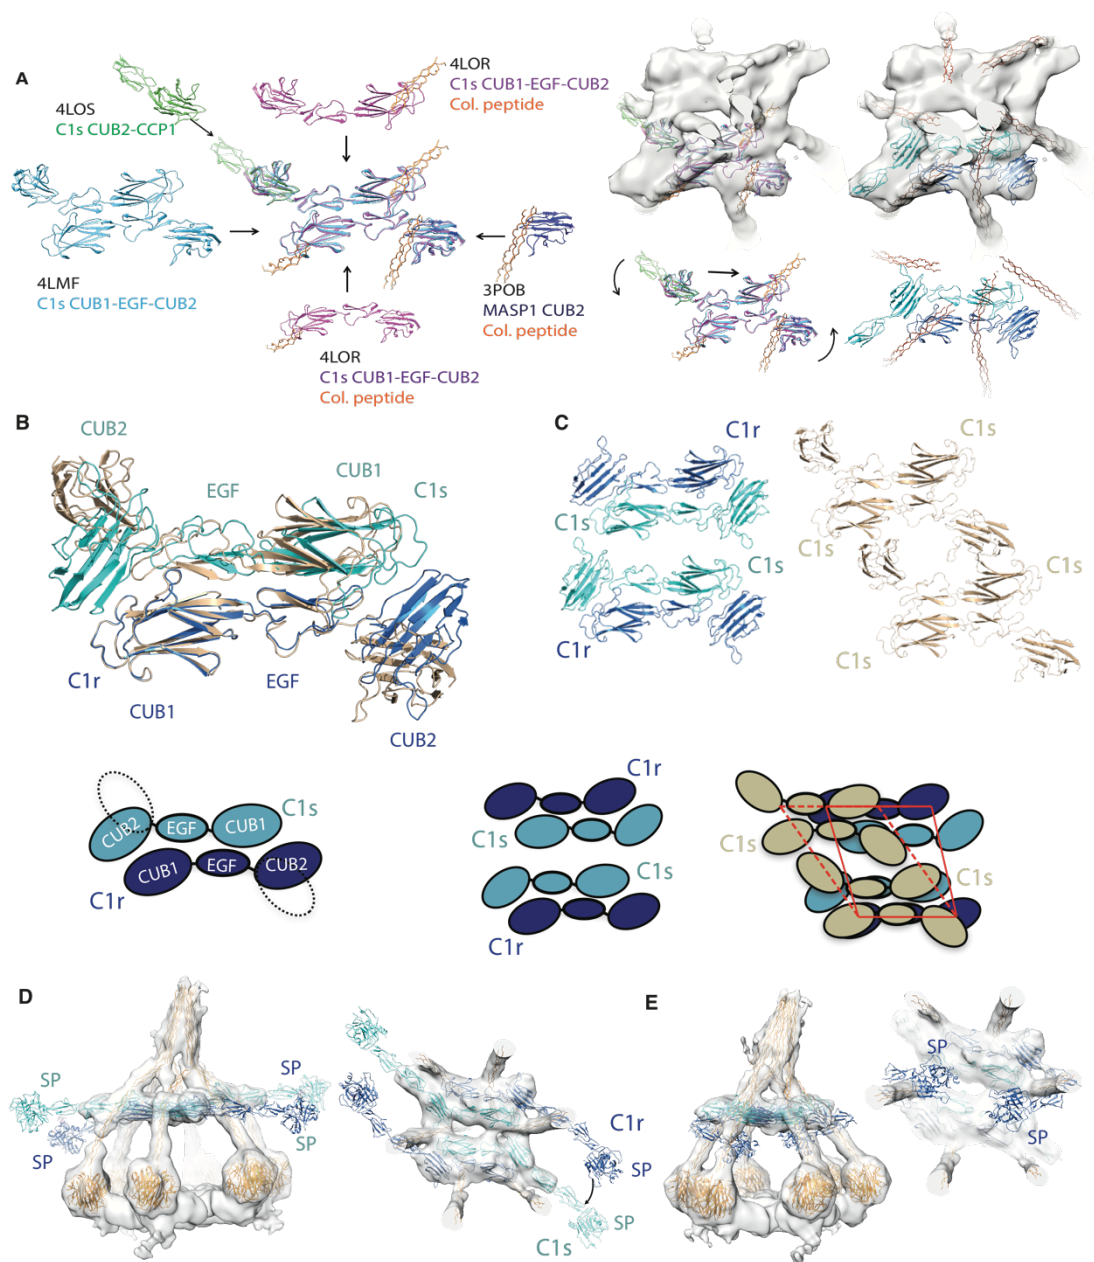 A
4LOS
C1s CUB2-CCP1
4LOR
C1s CUB1-EGF-CUB2
Col. peptide
4LMF
C1s CUB1-EGF-CUB2
3POB
MASP1 CUB2
Col. peptide
4LOR
C1s CUB1-EGF-CUB2
Col. peptide
B
CUB2
EGF
CUB1
C1s
C1r
CUB1
EGF
CUB2
CUB2
EGF
CUB1
C1s
CUB1
EGF
CUB2
C1r
C
C1r
C1s
C1s
C1r
C1s
C1s
C1s
C1s
C1r
C1s
C1s
C1r
C1s
C1s
D
SP
SP
SP
SP
C1r
SP
SP
C1s
E
SP
SP